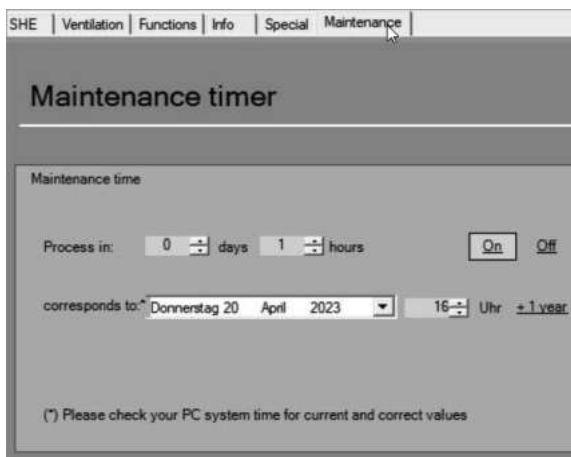 SHE Ventilation Functions Info Special Maintenance
Maintenance timer
Maintenance time
Process in: 0 days 1 hours On Off
corresponds to:* Donnerstag 20 April 2023 16 Uhr + 1 year
(*) Please check your PC system time for current and correct values